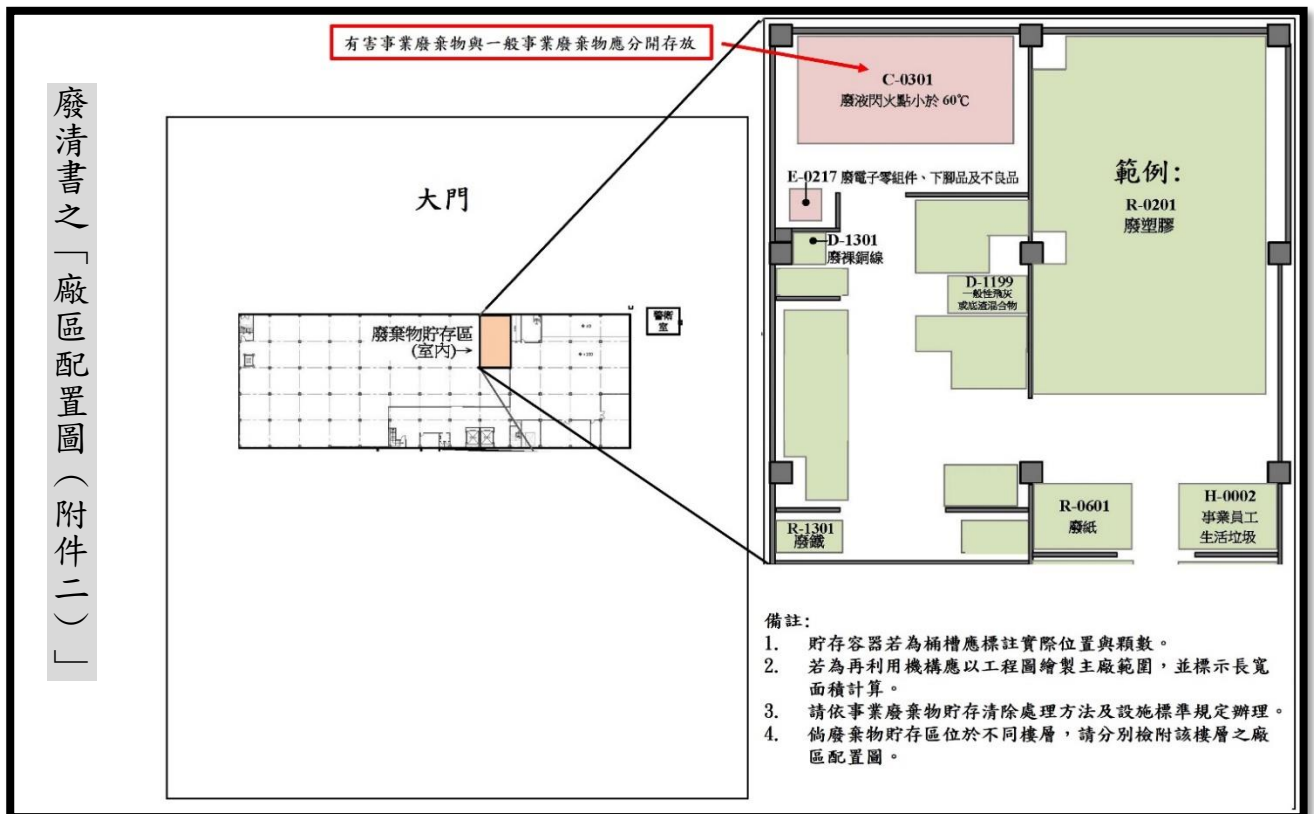 廢清書之「廠區配置圖（附件二）」
有害事業廢棄物與一般事業廢棄物應分開存放
大門
廢棄物貯存區
(室內)→
警衛
室
C-0301
廢液閃火點小於 60℃
E-0217 廢電子零組件、下腳品及不良品
D-1301
廢裸銅線
D-1199
一般性飛灰
或底渣混合物
範例:
R-0201
廢塑膠
R-1301
廢鐵
R-0601
廢紙
H-0002
事業員工
生活垃圾
備註:
1. 貯存容器若為桶槽應標註實際位置與顆數。
2. 若為再利用機構應以工程圖繪製主廠範圍，並標示長寬
面積計算。
3. 請依事業廢棄物貯存清除處理方法及設施標準規定辦理。
4. 倘廢棄物貯存區位於不同樓層，請分別檢附該樓層之廠
區配置圖。